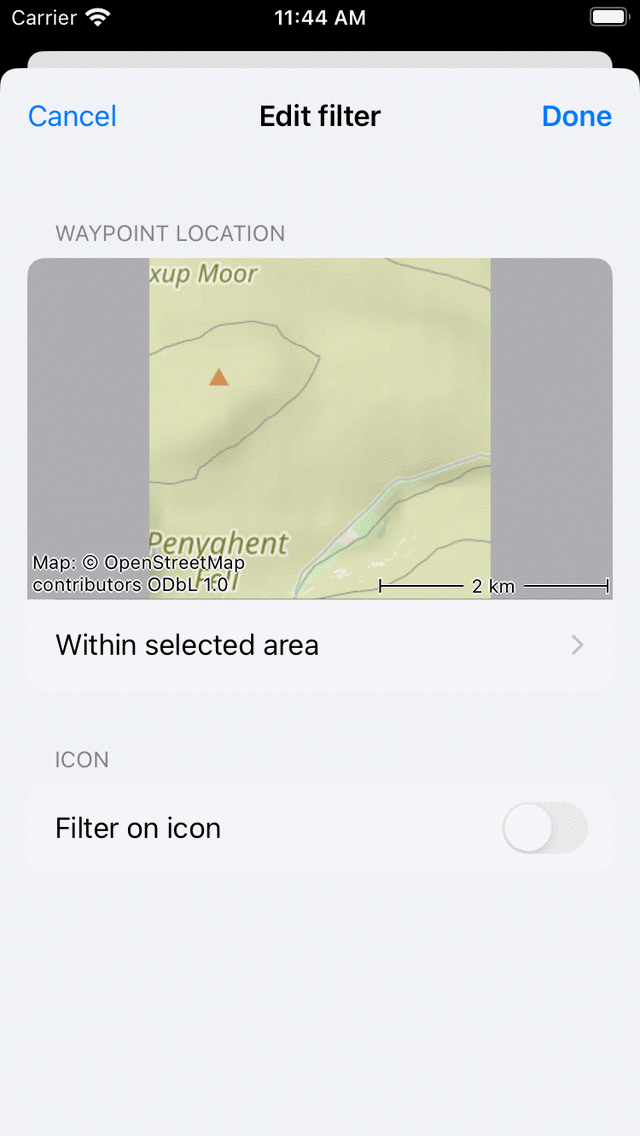 Carrier 11:44 AM
Cancel Edit filter Done
WAYPOINT LOCATION
xup Moor
Penyghent
Fell
Map: © OpenStreetMap
contributors ODbL 1.0
2 km
Within selected area
ICON
Filter on icon